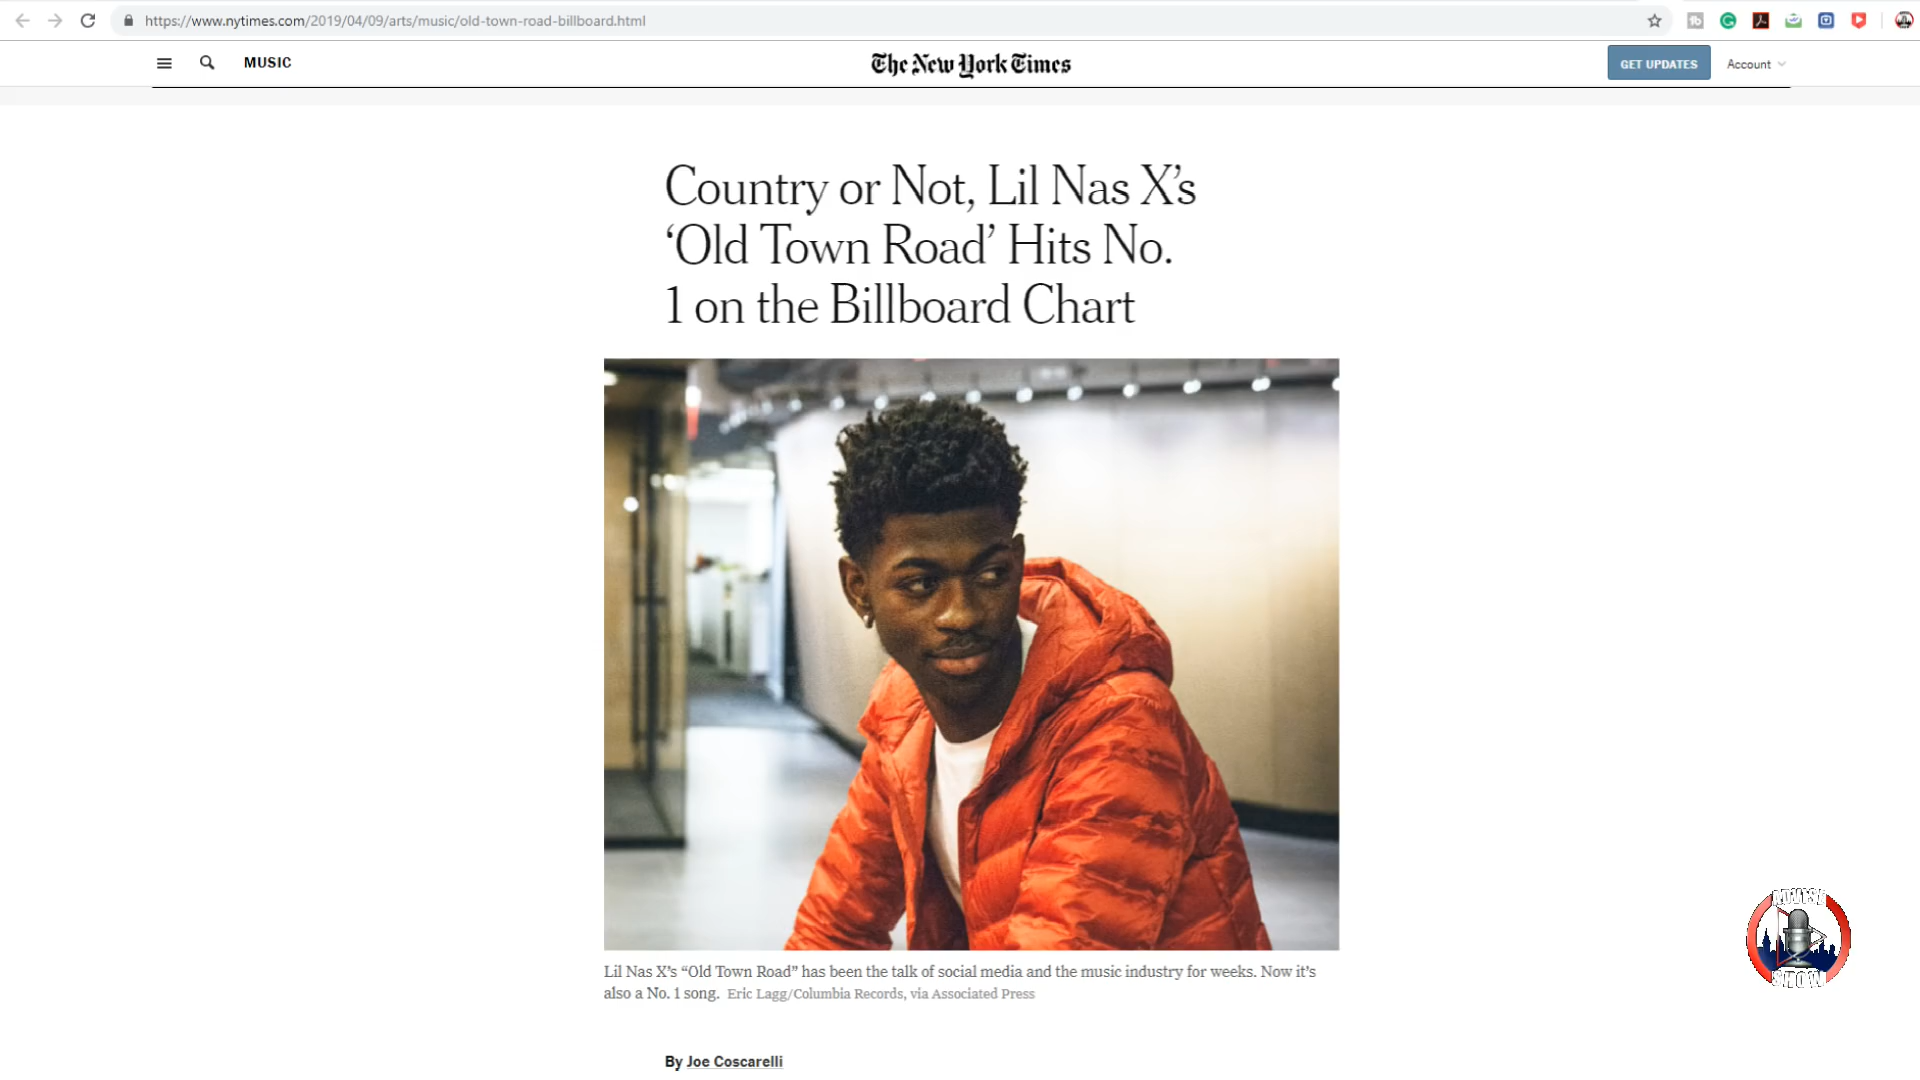 https://www.nytimes.com/2019/04/09/arts/music/old-town-road-billboard.html
MUSIC
The New York Times
GET UPDATES
Account
Country or Not, Lil Nas X’s
‘Old Town Road’ Hits No.
1 on the Billboard Chart
Lil Nas X’s “Old Town Road” has been the talk of social media and the music industry for weeks. Now it’s
also a No. 1 song. Eric Lagg/Columbia Records, via Associated Press
ADVISE
SHOW
By Joe Coscarelli